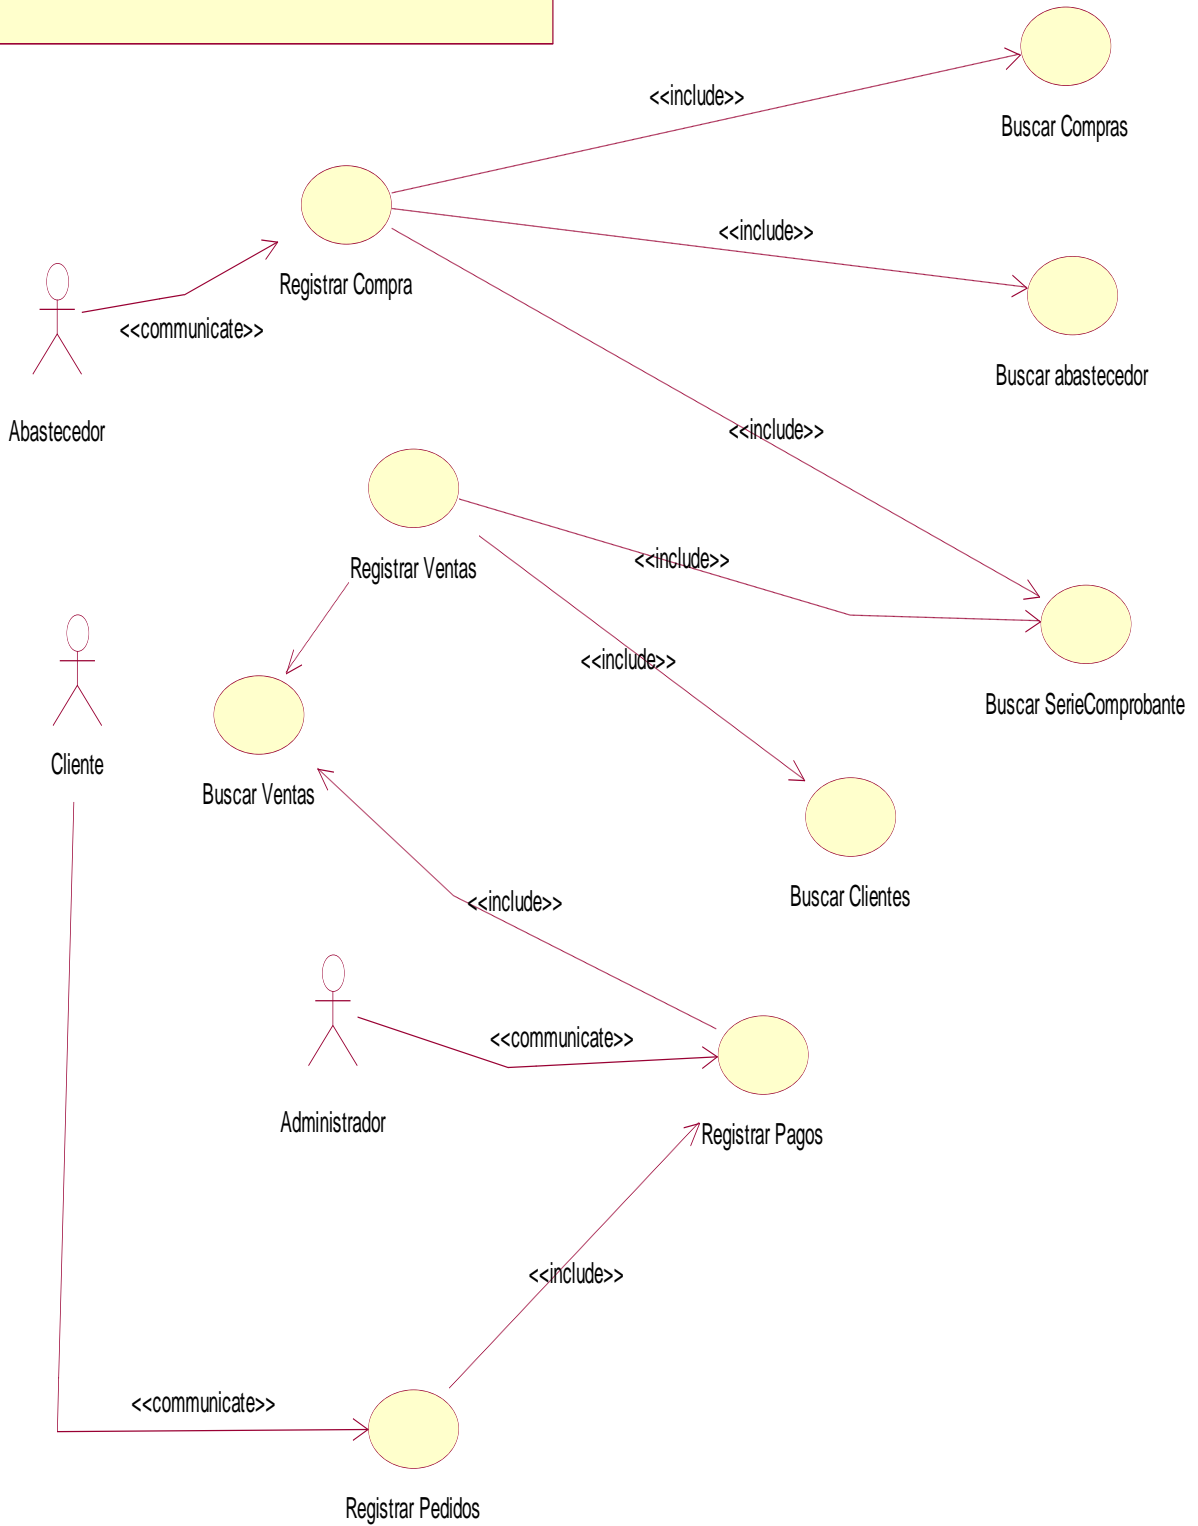 <<include>>
Buscar Compras
<<include>>
Registrar Compra
<<communicate>>
Buscar abastecedor
Abastecedor
<<include>>
<<include>>
Registrar Ventas
<<include>>
Buscar SerieComprobante
Cliente
Buscar Ventas
Buscar Clientes
<<include>>
<<communicate>>
Administrador
Registrar Pagos
<<include>>
<<communicate>>
Registrar Pedidos